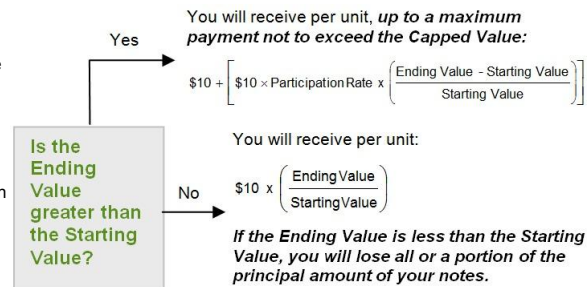 You will receive per unit, up to a maximum
payment not to exceed the Capped Value:
Yes
$10 + [ $10 × Participation Rate x ( Ending Value - Starting Value / Starting Value ) ]
Is the
Ending
Value
greater than
the Starting
Value?
No
You will receive per unit:
$10 x ( Ending Value / Starting Value )
If the Ending Value is less than the Starting
Value, you will lose all or a portion of the
principal amount of your notes.